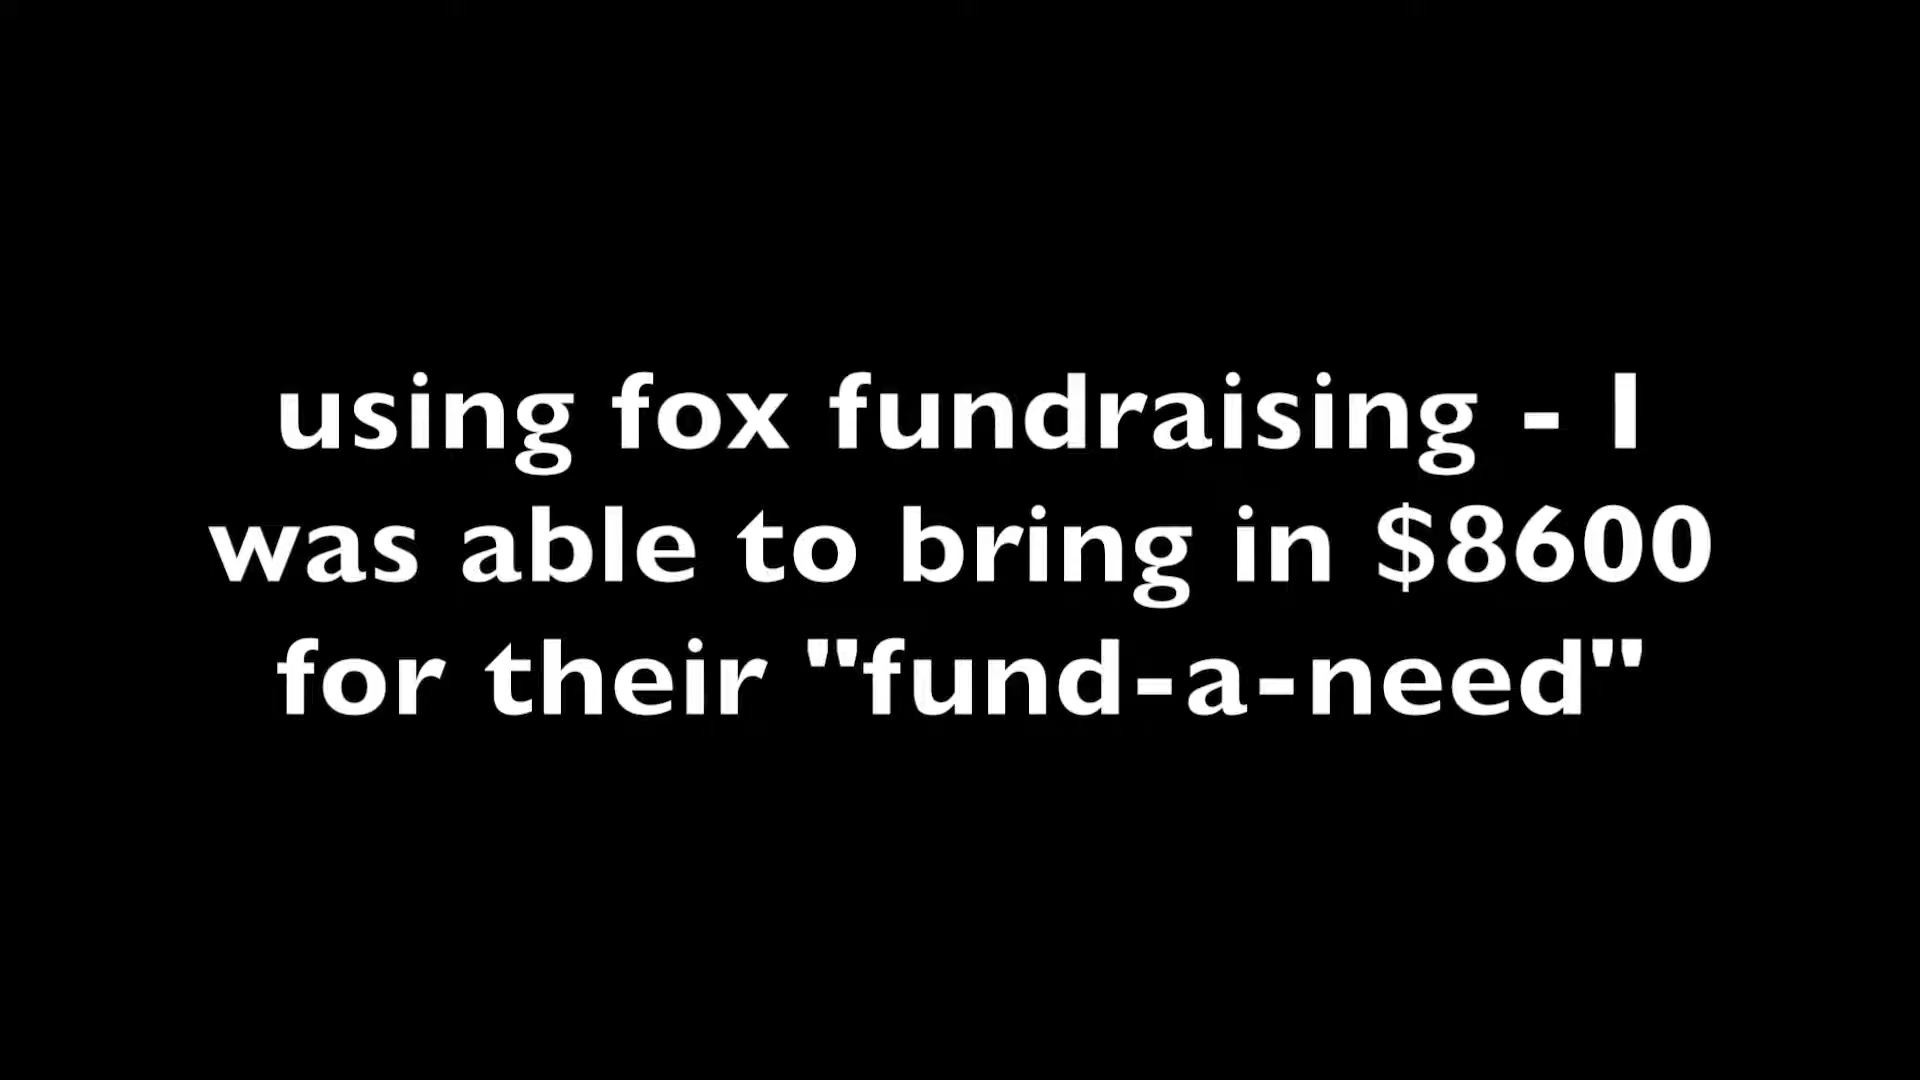 using fox fundraising - I
was able to bring in $8600
for their "fund-a-need"